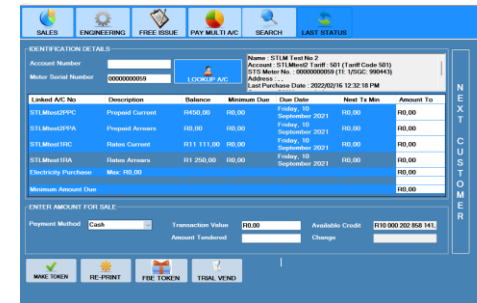 SALES ENGINEERING FREE ISSUE PAY MULTI A/C SEARCH LAST STATUS
IDENTIFICATION DETAILS
Account Number
Meter Serial Number 00000000059 LOOKUP A/C
Name : STLM Test No 2
Account : STLMtest2 Tariff : 501 (Tariff Code 501)
STS Meter No. : 00000000059 (TI: 1/SGC: 990443)
Address : , ,
Last Purchase Date : 2022/02/16 12:32:18 PM
Linked A/C No Description Balance Minimum Due Due Date Next Tx Min Amount To
STLMtest2PPC Prepaid Current R450,00 R0,00 Friday, 10 September 2021 R0,00 R0,00
STLMtest2PPA Prepaid Arrears R0,00 R0,00 Friday, 10 September 2021 R0,00 R0,00
STLMtest1RC Rates Current R11 111,00 R0,00 Friday, 10 September 2021 R0,00 R0,00
STLMtest1RA Rates Arrears R1 250,00 R0,00 Friday, 10 September 2021 R0,00 R0,00
Electricity Purchase Max: R0,00
Minimum Amount Due R0,00
NEXT CUSTOMER
ENTER AMOUNT FOR SALE
Payment Method Cash Transaction Value R0,00 Available Credit R10 000 202 858 141,
Amount Tendered Change
MAKE TOKEN RE-PRINT FBE TOKEN TRIAL VEND